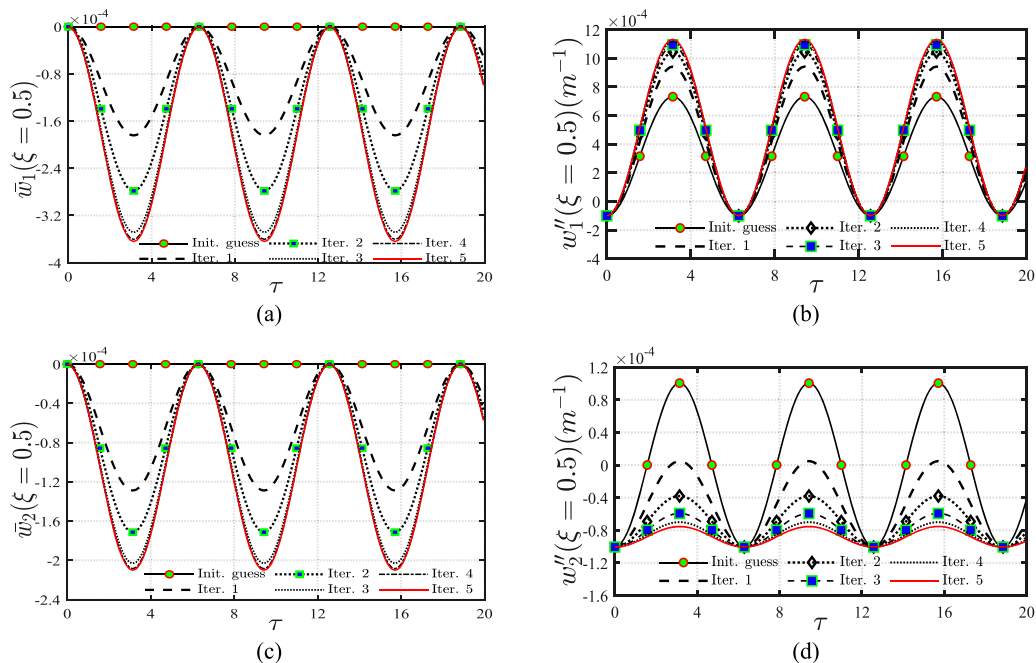 ×10⁻⁴
0
-0.8
-1.6
-2.4
-3.2
-4
0 4 8 12 16 20
w̄₁(ξ = 0.5)
τ
Init. guess Iter. 2 Iter. 4
Iter. 1 Iter. 3 Iter. 5
(a)
×10⁻⁴
12
10
8
6
4
2
0
-2
-4
0 4 8 12 16 20
w₁″(ξ = 0.5)(m⁻¹)
τ
Init. guess Iter. 2 Iter. 4
Iter. 1 Iter. 3 Iter. 5
(b)
×10⁻⁴
0
-0.4
-0.8
-1.2
-1.6
-2
-2.4
0 4 8 12 16 20
w̄₂(ξ = 0.5)
τ
Init. guess Iter. 2 Iter. 4
Iter. 1 Iter. 3 Iter. 5
(c)
×10⁻⁴
1.2
0.8
0.4
0
-0.4
-0.8
-1.2
-1.6
0 4 8 12 16 20
w₂″(ξ = 0.5)(m⁻¹)
τ
Init. guess Iter. 2 Iter. 4
Iter. 1 Iter. 3 Iter. 5
(d)